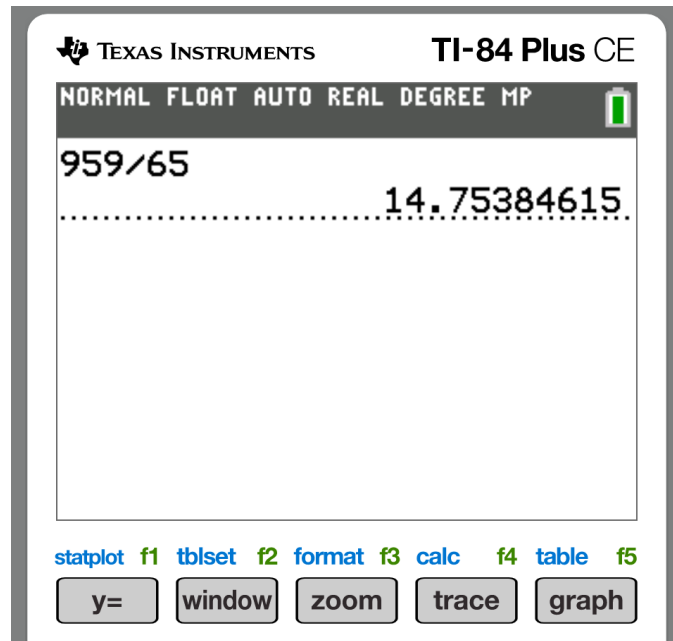 TEXAS INSTRUMENTS TI-84 Plus CE
NORMAL FLOAT AUTO REAL DEGREE MP
959/65
14.75384615
statplot f1 tblset f2 format f3 calc f4 table f5
y= window zoom trace graph